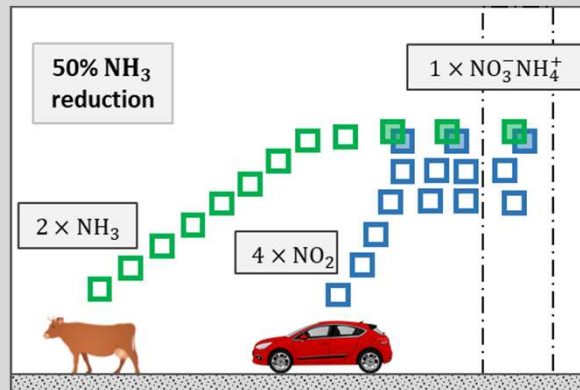 50% NH₃
reduction
1 × NO₃⁻NH₄⁺
2 × NH₃
4 × NO₂